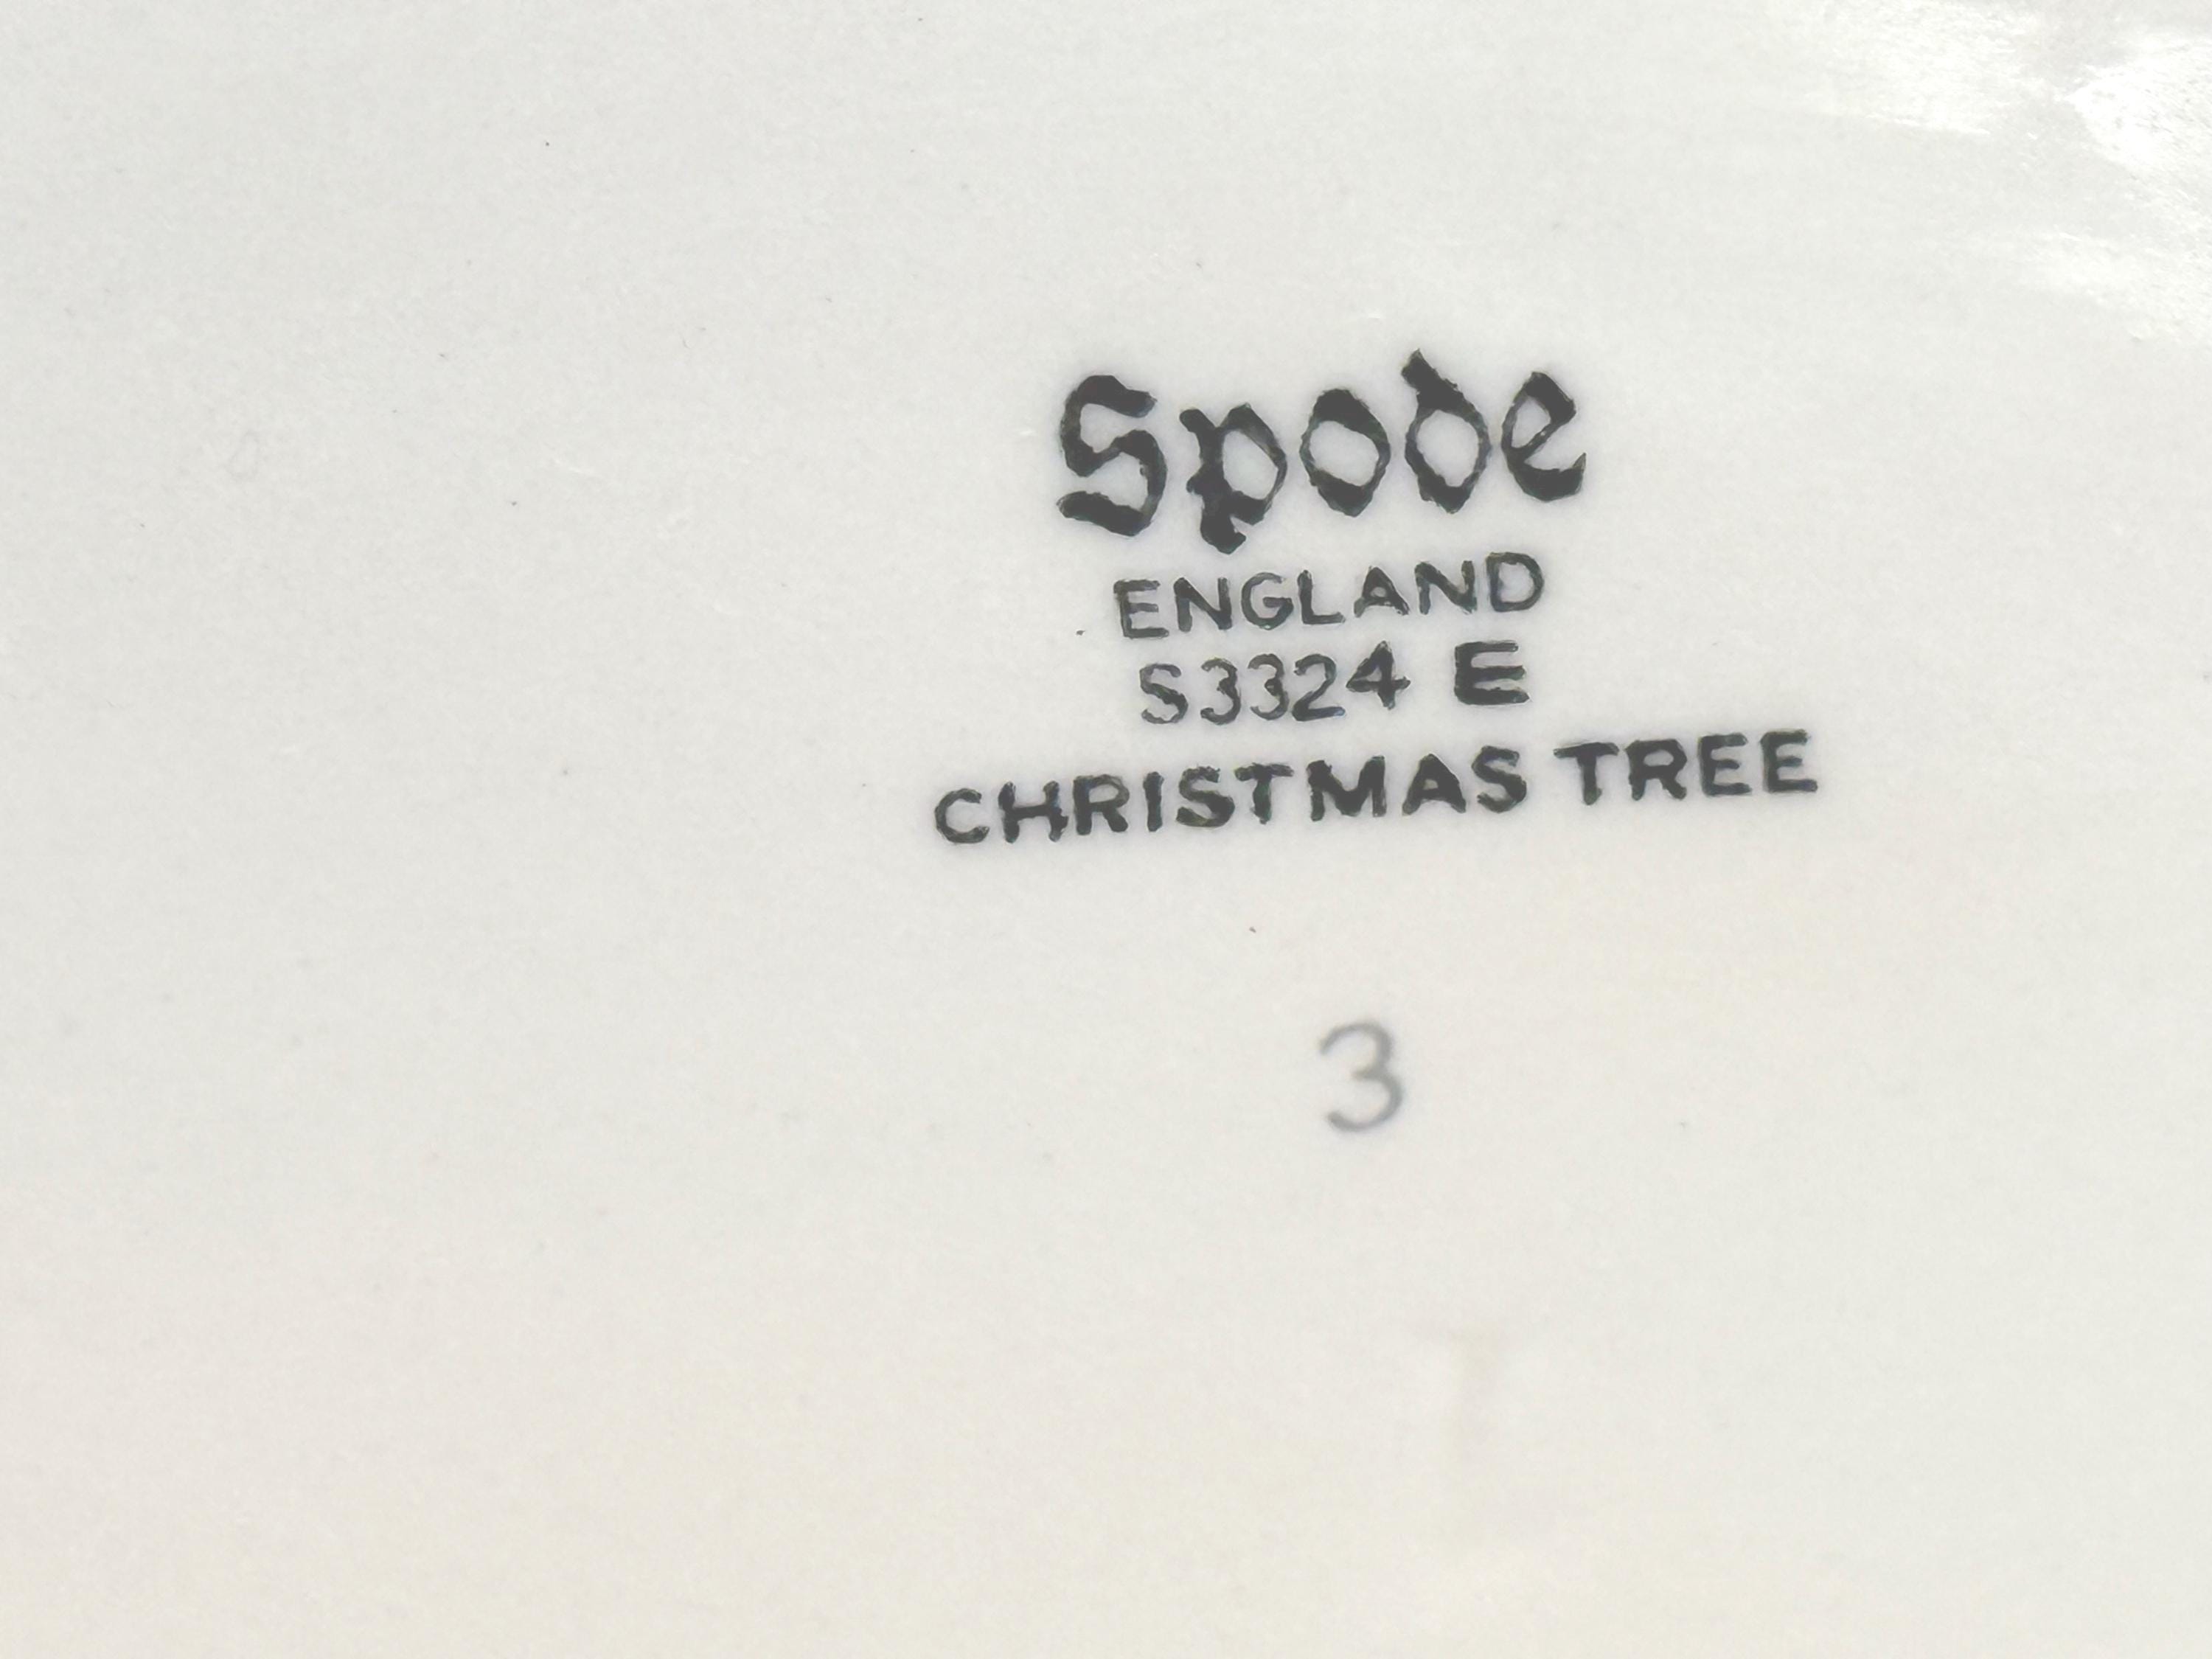 Spode
ENGLAND
S3324 E
CHRISTMAS TREE
3